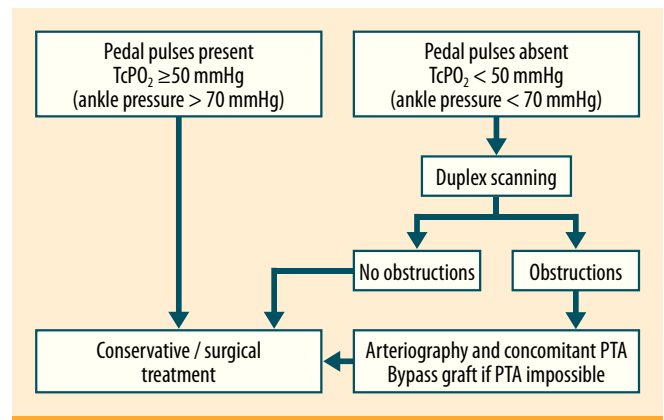 Pedal pulses present
TcPO₂ ≥50 mmHg
(ankle pressure > 70 mmHg)
Pedal pulses absent
TcPO₂ < 50 mmHg
(ankle pressure < 70 mmHg)
Duplex scanning
No obstructions
Obstructions
Conservative / surgical
treatment
Arteriography and concomitant PTA
Bypass graft if PTA impossible